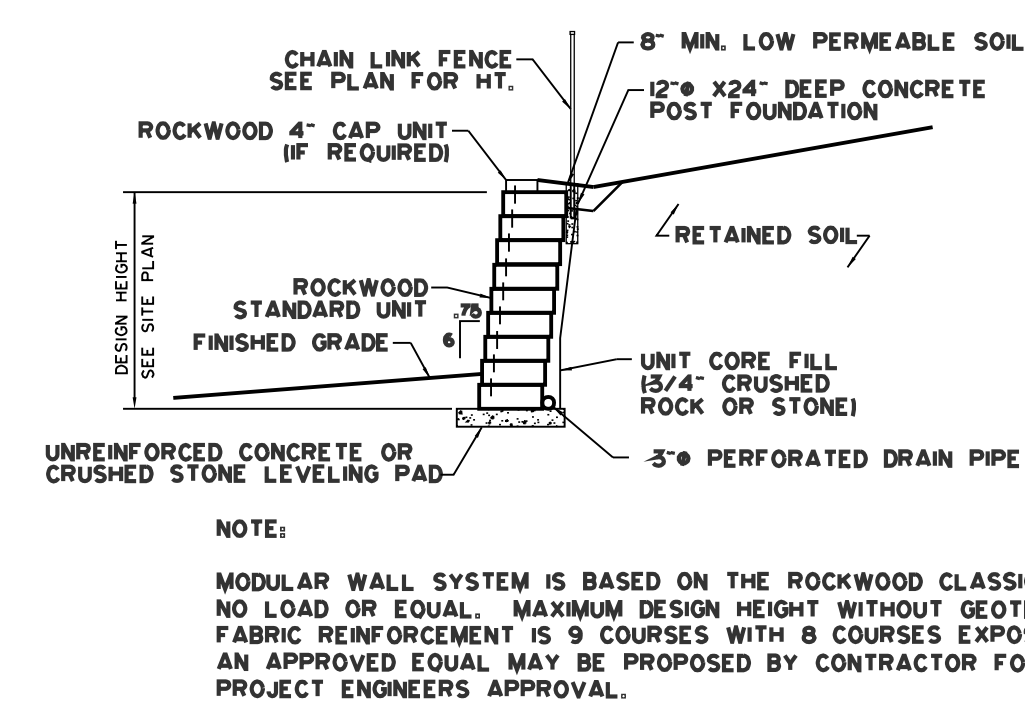 8" MIN. LOW PERMEABLE SOIL
CHAIN LINK FENCE
SEE PLAN FOR HT.
12"Ø X24" DEEP CONCRETE
POST FOUNDATION
ROCKWOOD 4" CAP UNIT
(IF REQUIRED)
RETAINED SOIL
DESIGN HEIGHT
SEE SITE PLAN
ROCKWOOD
STANDARD UNIT
.75
6
FINISHED GRADE
UNIT CORE FILL
(3/4" CRUSHED
ROCK OR STONE)
UNREINFORCED CONCRETE OR
CRUSHED STONE LEVELING PAD
3"Ø PERFORATED DRAIN PIPE
NOTE:
MODULAR WALL SYSTEM IS BASED ON THE ROCKWOOD CLASSI
NO LOAD OR EQUAL. MAXIMUM DESIGN HEIGHT WITHOUT GEOT
FABRIC REINFORCEMENT IS 9 COURSES WITH 8 COURSES EXPOS
AN APPROVED EQUAL MAY BE PROPOSED BY CONTRACTOR FO
PROJECT ENGINEERS APPROVAL.